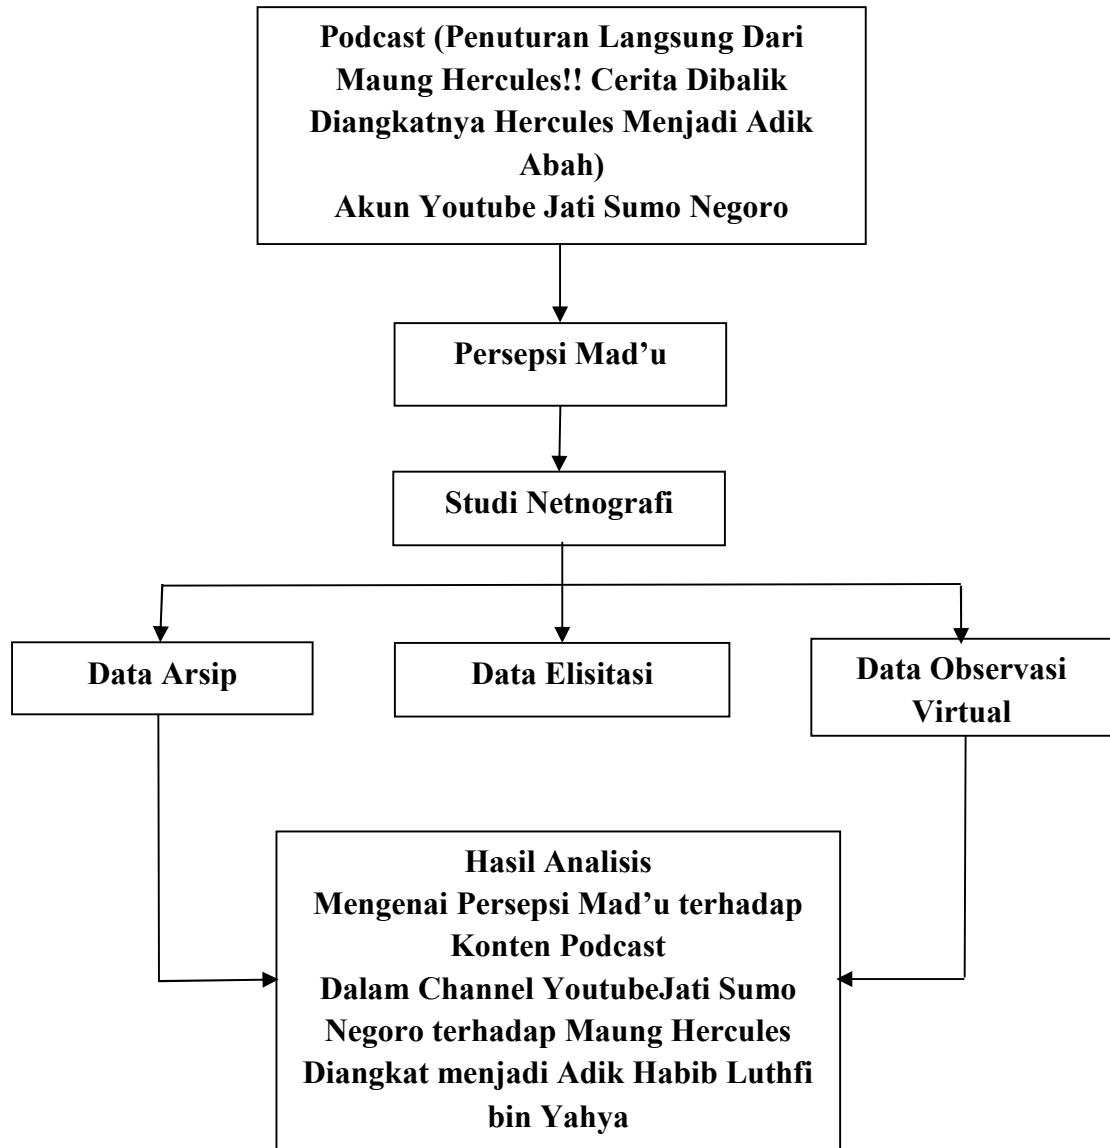 Podcast (Penuturan Langsung Dari
Maung Hercules!! Cerita Dibalik
Diangkatnya Hercules Menjadi Adik
Abah)
Akun Youtube Jati Sumo Negoro
Persepsi Mad’u
Studi Netnografi
Data Arsip
Data Elisitasi
Data Observasi
Virtual
Hasil Analisis
Mengenai Persepsi Mad’u terhadap
Konten Podcast
Dalam Channel YoutubeJati Sumo
Negoro terhadap Maung Hercules
Diangkat menjadi Adik Habib Luthfi
bin Yahya